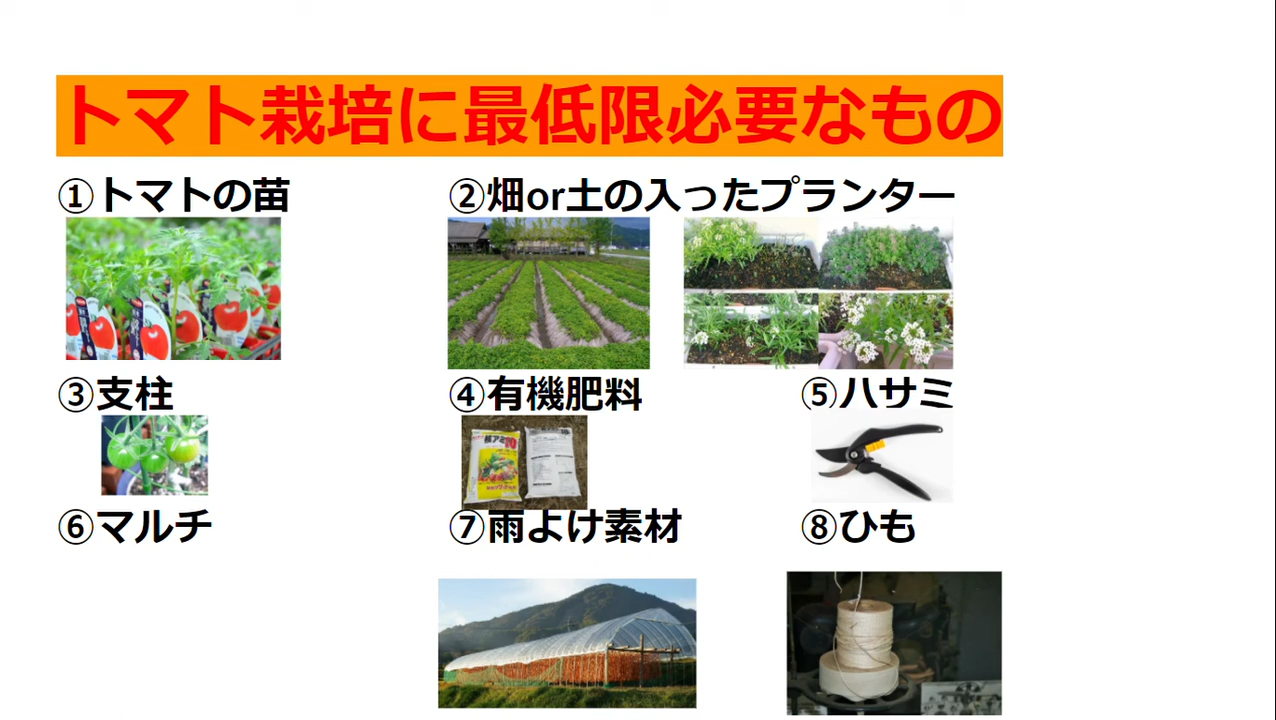 トマト栽培に最低限必要なもの
①トマトの苗
②畑or土の入ったプランター
③支柱
④有機肥料
⑤ハサミ
⑥マルチ
⑦雨よけ素材
⑧ひも